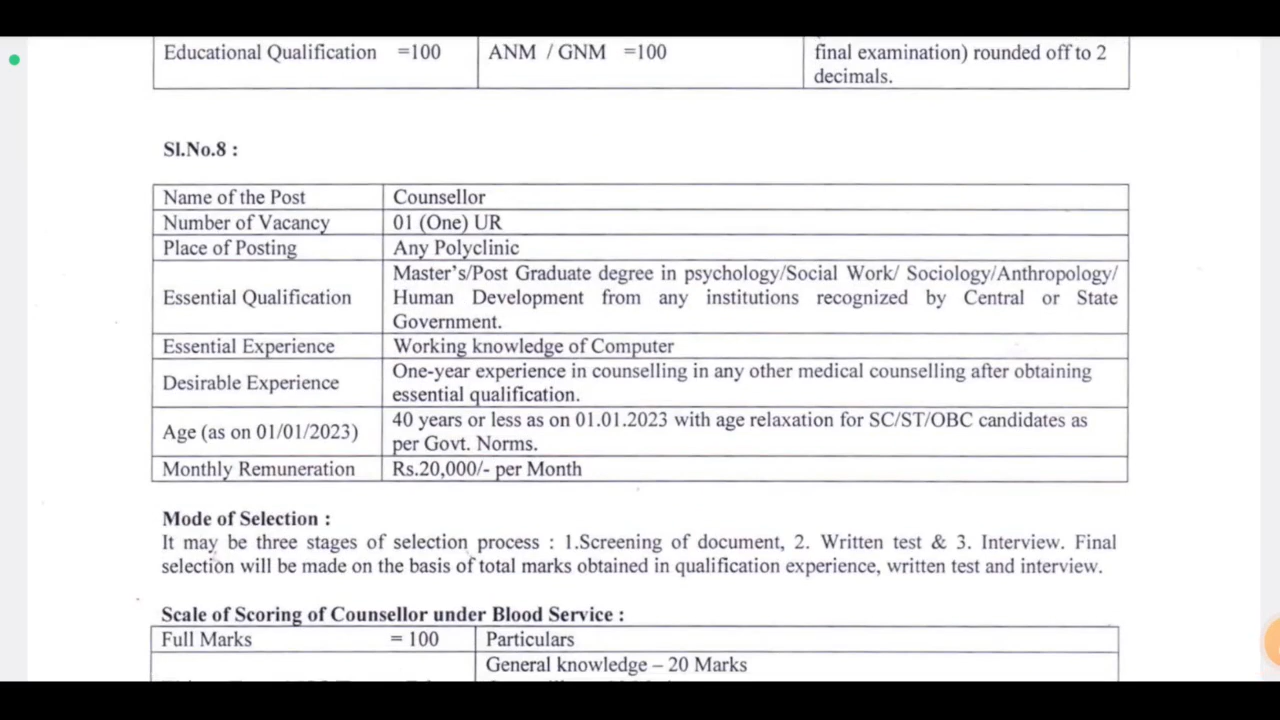 Educational Qualification =100
ANM / GNM =100
final examination) rounded off to 2
decimals.
Sl.No.8 :
Name of the Post
Counsellor
Number of Vacancy
01 (One) UR
Place of Posting
Any Polyclinic
Essential Qualification
Master's/Post Graduate degree in psychology/Social Work/ Sociology/Anthropology/
Human Development from any institutions recognized by Central or State
Government.
Essential Experience
Working knowledge of Computer
Desirable Experience
One-year experience in counselling in any other medical counselling after obtaining
essential qualification.
Age (as on 01/01/2023)
40 years or less as on 01.01.2023 with age relaxation for SC/ST/OBC candidates as
per Govt. Norms.
Monthly Remuneration
Rs.20,000/- per Month
Mode of Selection :
It may be three stages of selection process : 1.Screening of document, 2. Written test & 3. Interview. Final
selection will be made on the basis of total marks obtained in qualification experience, written test and interview.
Scale of Scoring of Counsellor under Blood Service :
Full Marks = 100
Particulars
General knowledge – 20 Marks